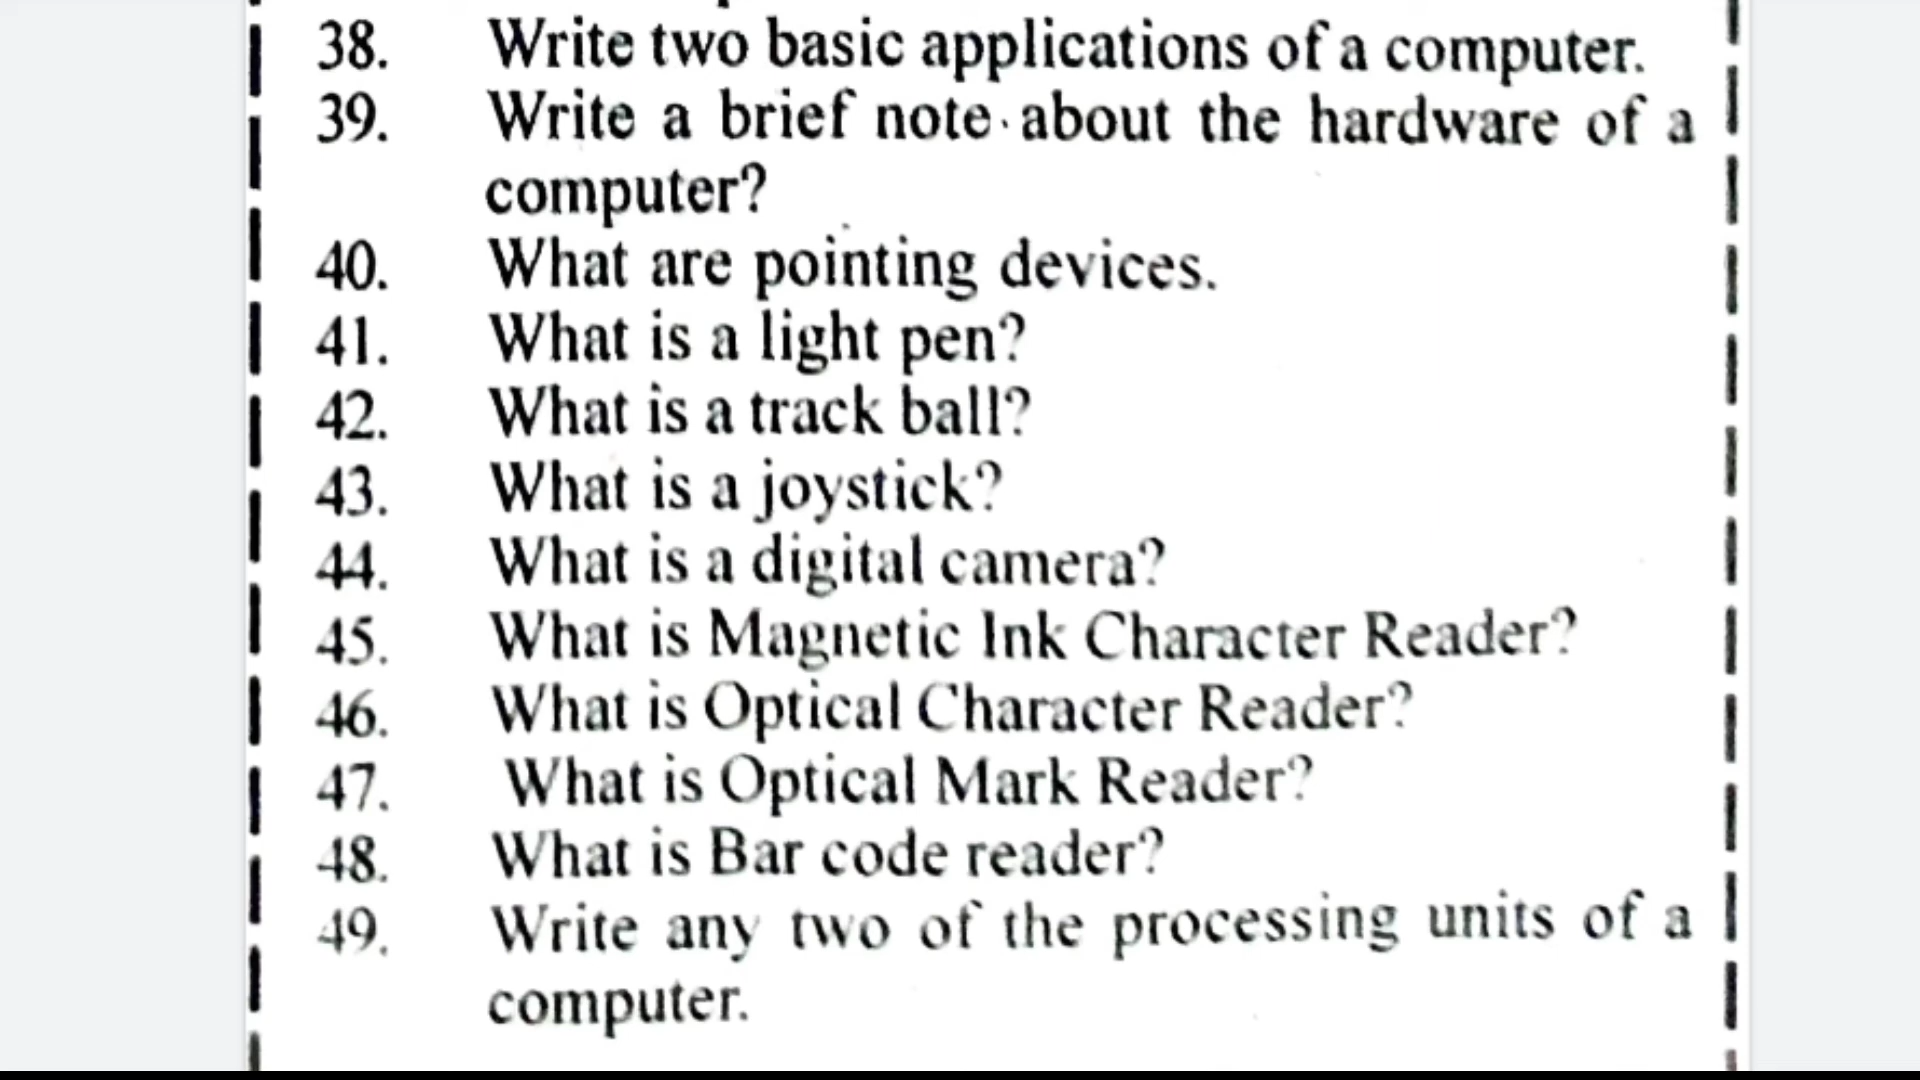 38. Write two basic applications of a computer.
39. Write a brief note about the hardware of a
computer?
40. What are pointing devices.
41. What is a light pen?
42. What is a track ball?
43. What is a joystick?
44. What is a digital camera?
45. What is Magnetic Ink Character Reader?
46. What is Optical Character Reader?
47. What is Optical Mark Reader?
48. What is Bar code reader?
49. Write any two of the processing units of a
computer.